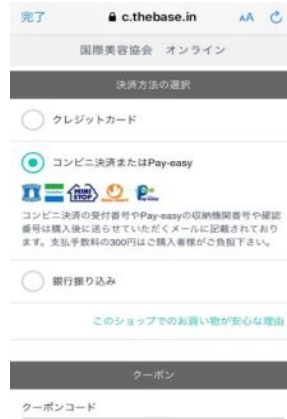 完了 c.thebase.in AA
国際美容協会 オンライン
決済方法の選択
クレジットカード
コンビニ決済またはPay-easy
MINI STOP Pay-easy
コンビニ決済の受付番号やPay-easyの収納機関番号や確認
番号は購入後に送らせていただくメールに記載されており
ます。支払手数料の300円はご購入者様がご負担下さい。
銀行振り込み
このショップでのお買い物が安心な理由
クーポン
クーポンコード